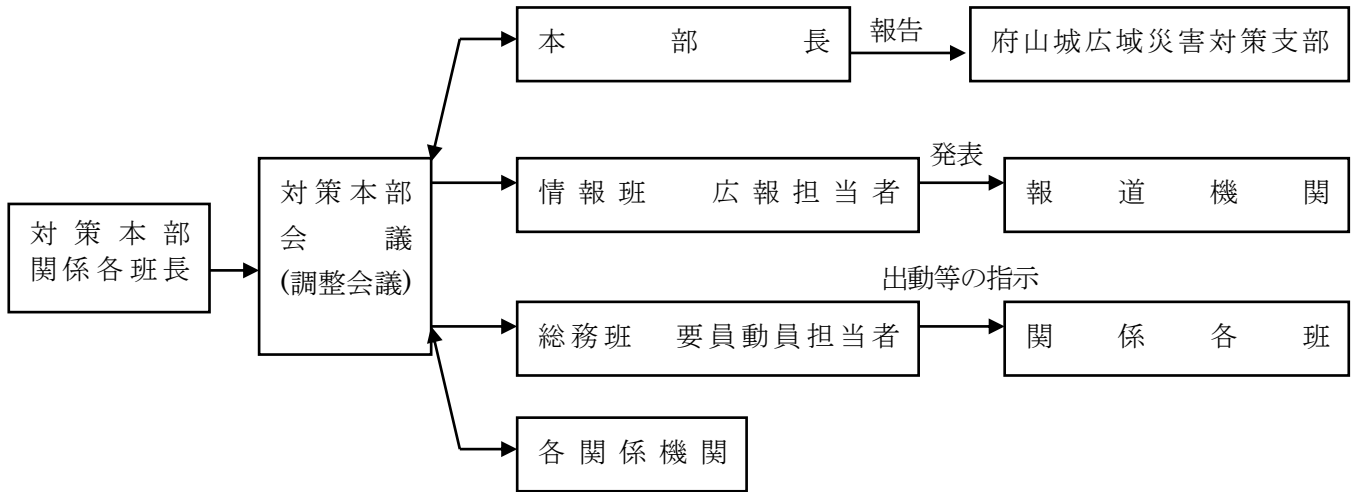 本部長
報告
府山城広域災害対策支部
発表
情報班 広報担当者
報道機関
対策本部
会議
(調整会議)
対策本部
関係各班長
出動等の指示
総務班 要員動員担当者
関係各班
各関係機関